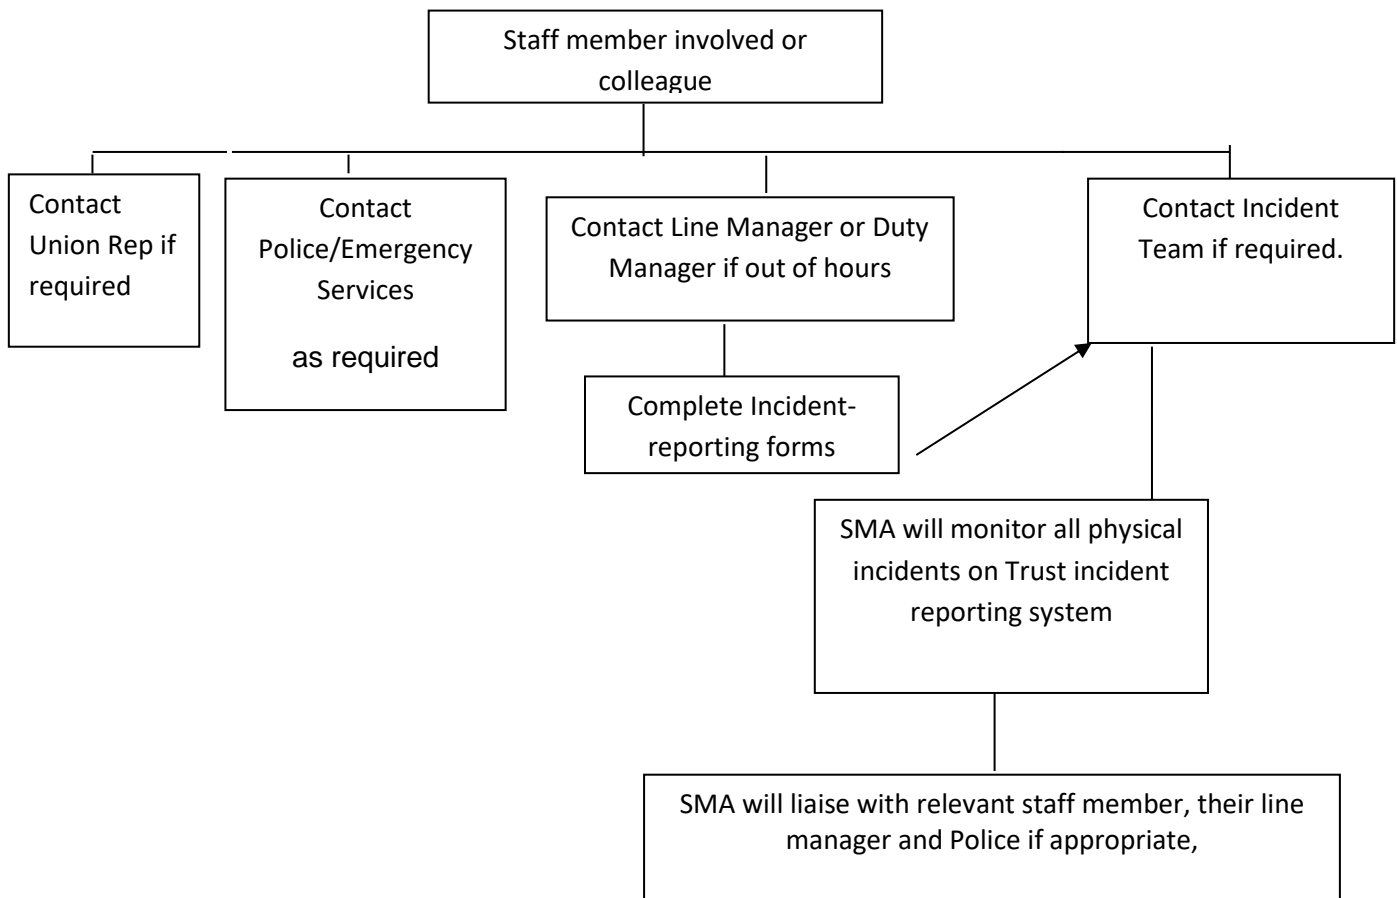 Staff member involved or
colleague
Contact
Union Rep if
required
Contact
Police/Emergency
Services
as required
Contact Line Manager or Duty
Manager if out of hours
Contact Incident
Team if required.
Complete Incident-
reporting forms
SMA will monitor all physical
incidents on Trust incident
reporting system
SMA will liaise with relevant staff member, their line
manager and Police if appropriate,